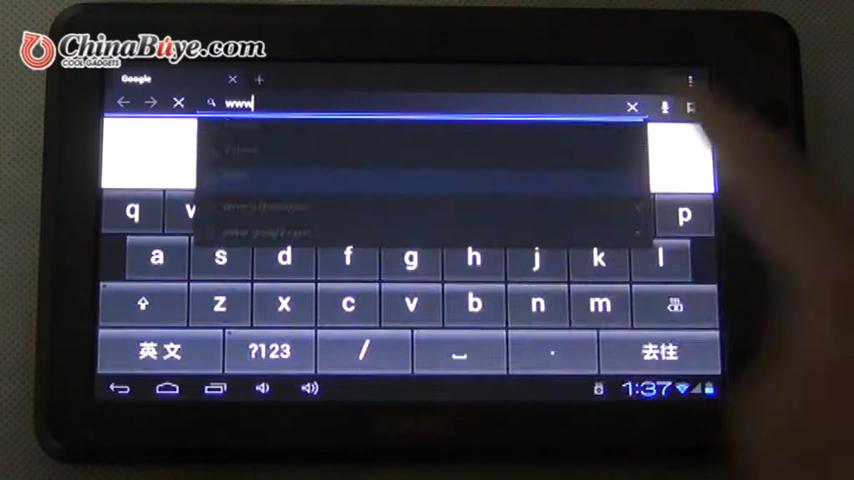 ChinaBuye.com
COOL GADGETS
Google
www
q p
a s d f g h j k l
z x c v b n m
英文 ?123 / . 去往
1:37